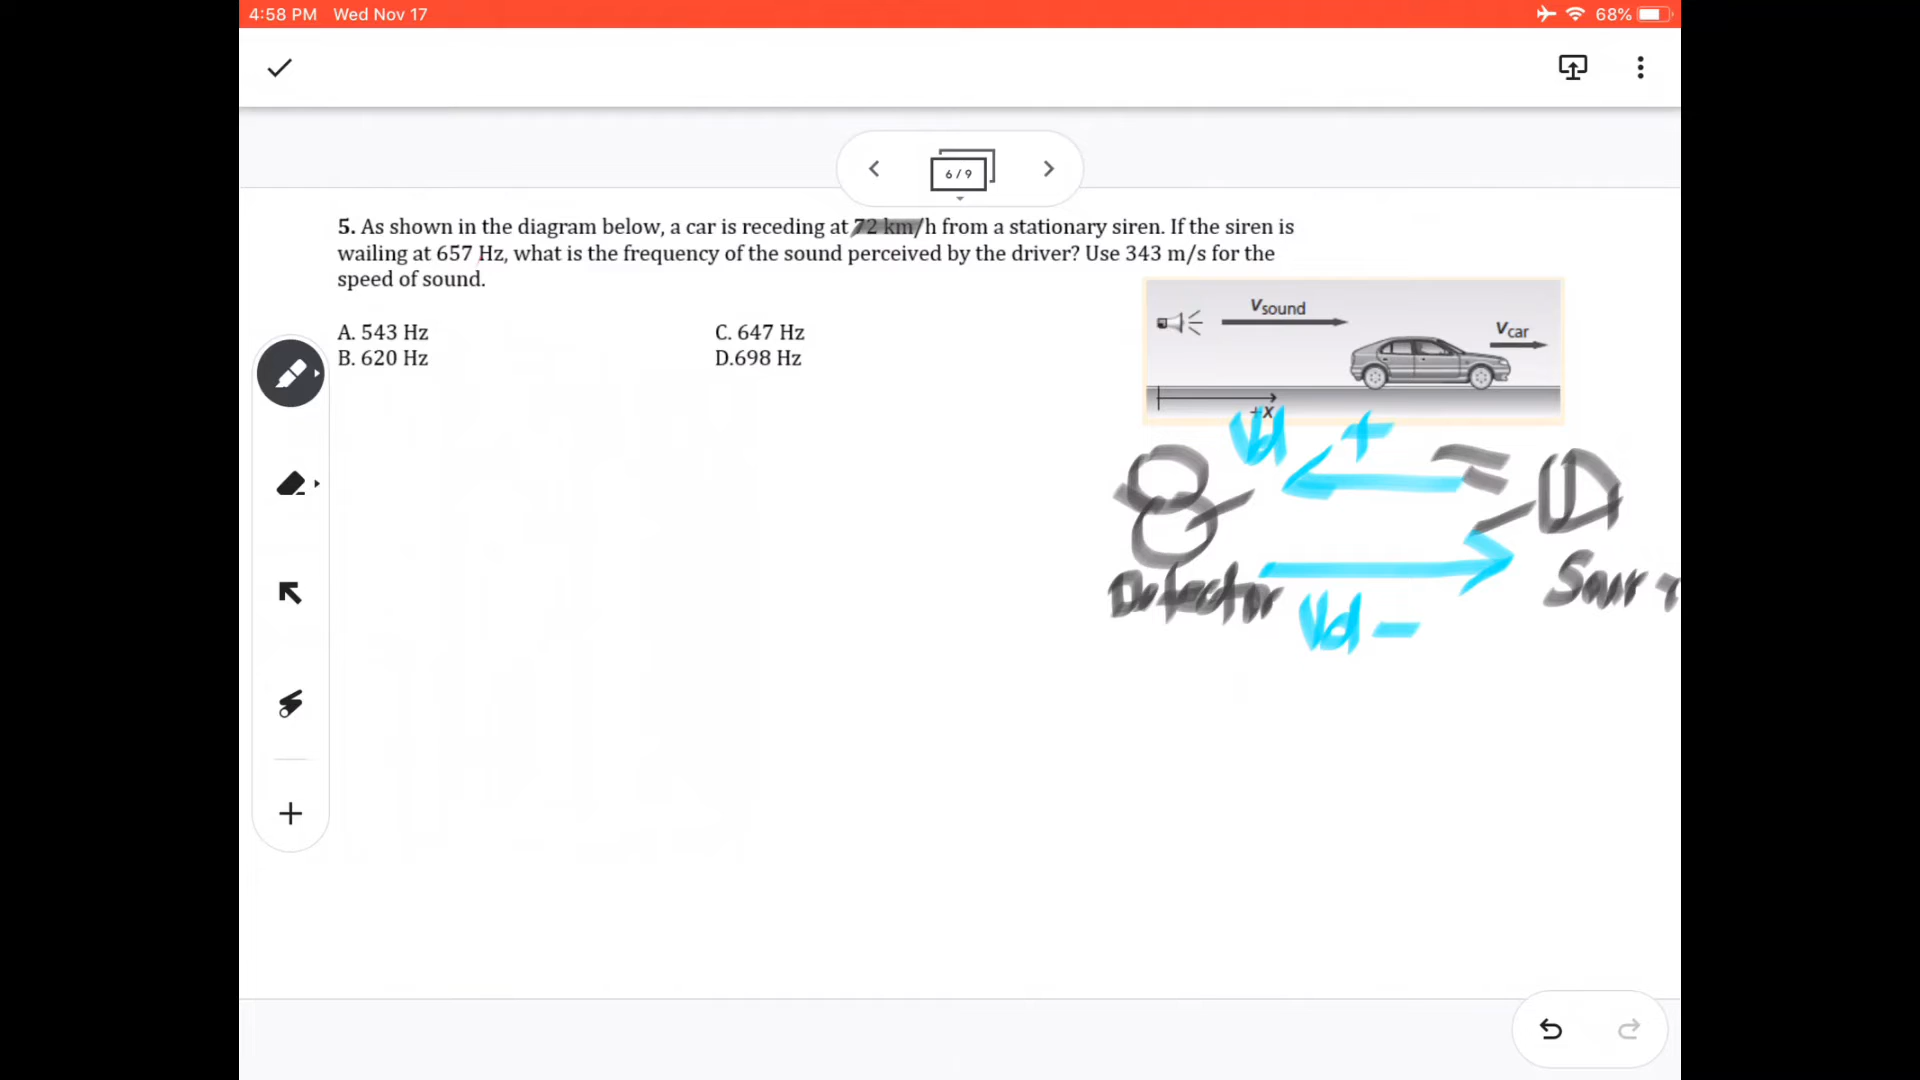 4:58 PM Wed Nov 17
68%
6 / 9
5. As shown in the diagram below, a car is receding at 72 km/h from a stationary siren. If the siren is
wailing at 657 Hz, what is the frequency of the sound perceived by the driver? Use 343 m/s for the
speed of sound.
A. 543 Hz
C. 647 Hz
B. 620 Hz
D.698 Hz
Vsound
Vcar
+x
Vd +
Detector
Vd -